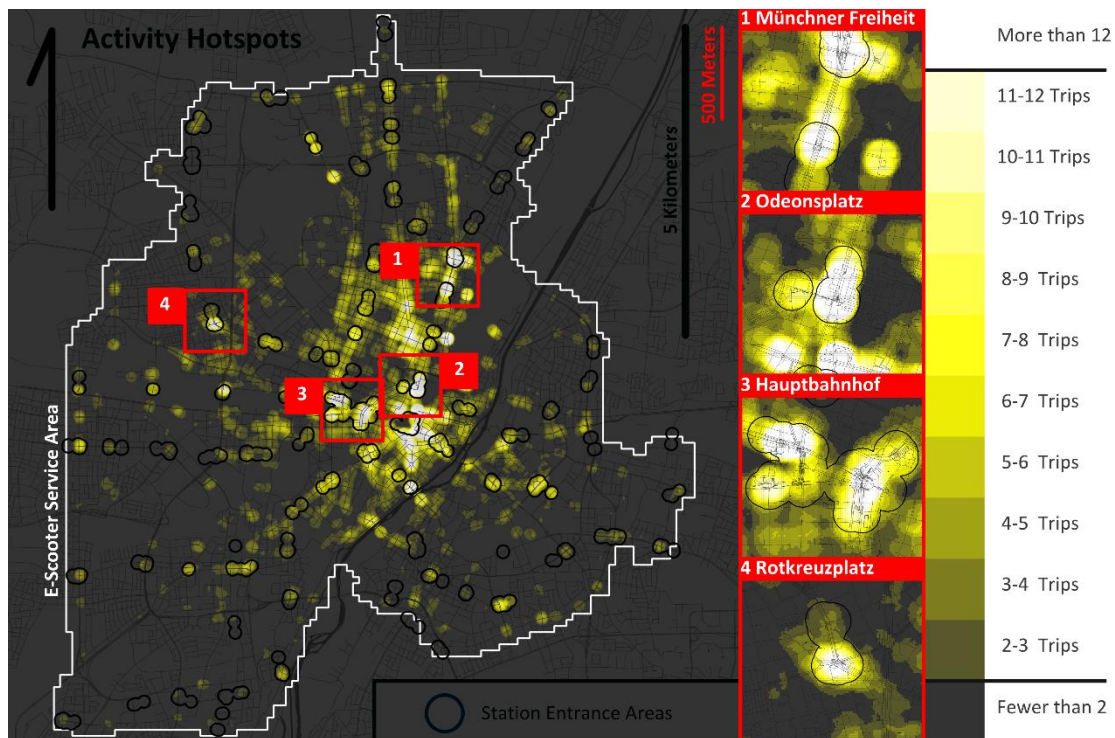 Activity Hotspots
E-Scooter Service Area
1
2
3
4
5 Kilometers
500 Meters
Station Entrance Areas
1 Münchner Freiheit
2 Odeonsplatz
3 Hauptbahnhof
4 Rotkreuzplatz
More than 12
11-12 Trips
10-11 Trips
9-10 Trips
8-9 Trips
7-8 Trips
6-7 Trips
5-6 Trips
4-5 Trips
3-4 Trips
2-3 Trips
Fewer than 2